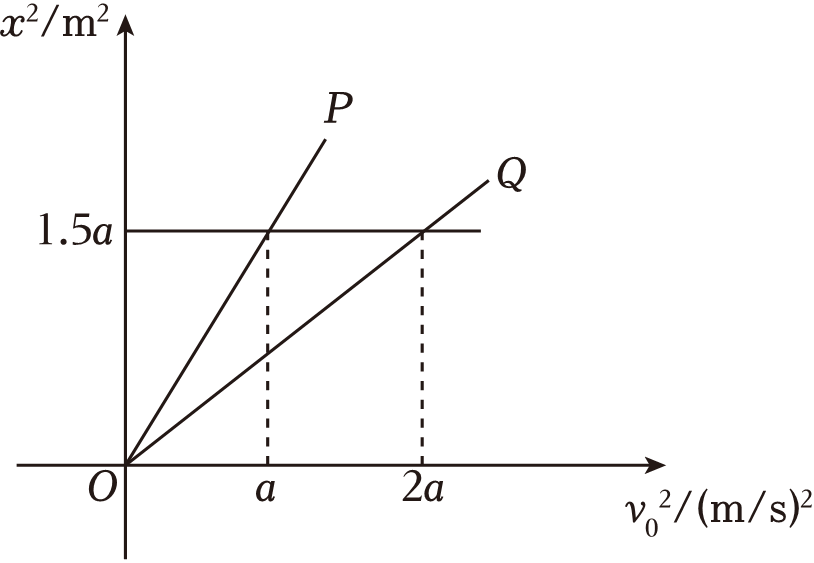 x²/m²
P
Q
1.5a
O
a
2a
v₀²/(m/s)²